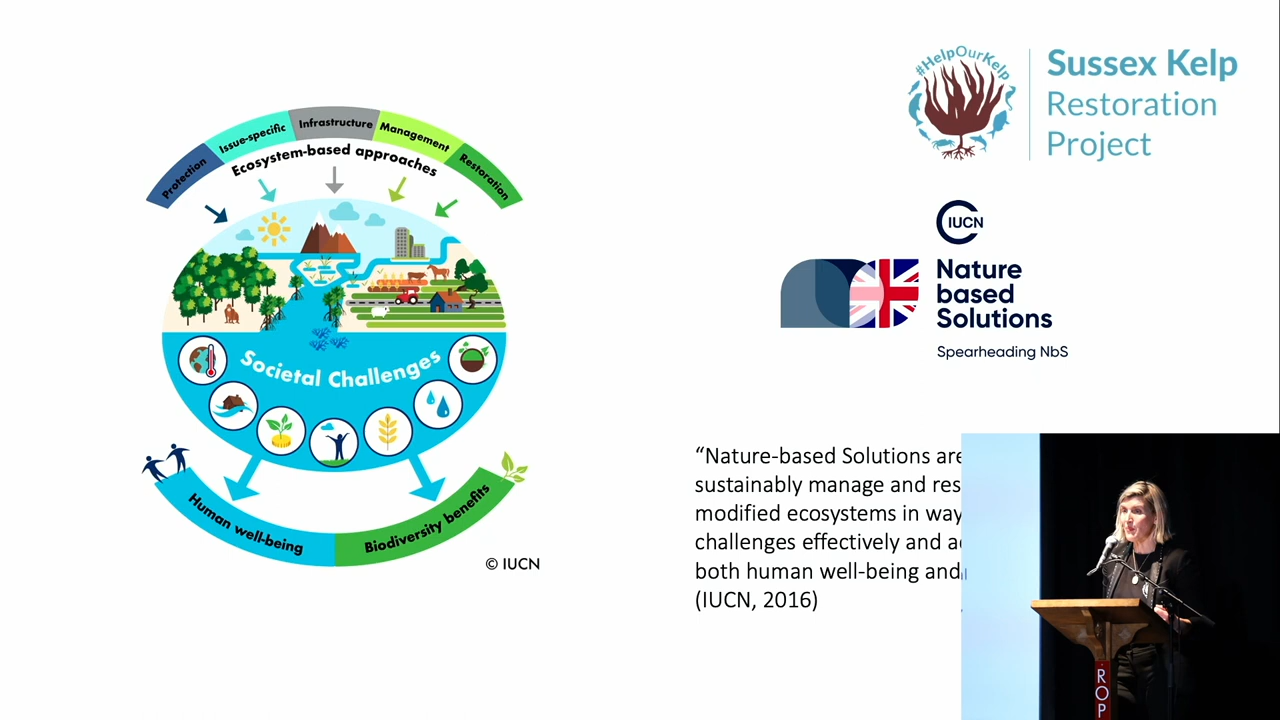 Protection
Issue-specific
Infrastructure
Management
Restoration
Ecosystem-based approaches
Societal Challenges
Human well-being
Biodiversity benefits
© IUCN
#HelpOurKelp
Sussex Kelp
Restoration
Project
IUCN
Nature
based
Solutions
Spearheading NbS
“Nature-based Solutions are
sustainably manage and res
modified ecosystems in way
challenges effectively and a
both human well-being and
(IUCN, 2016)
ROP